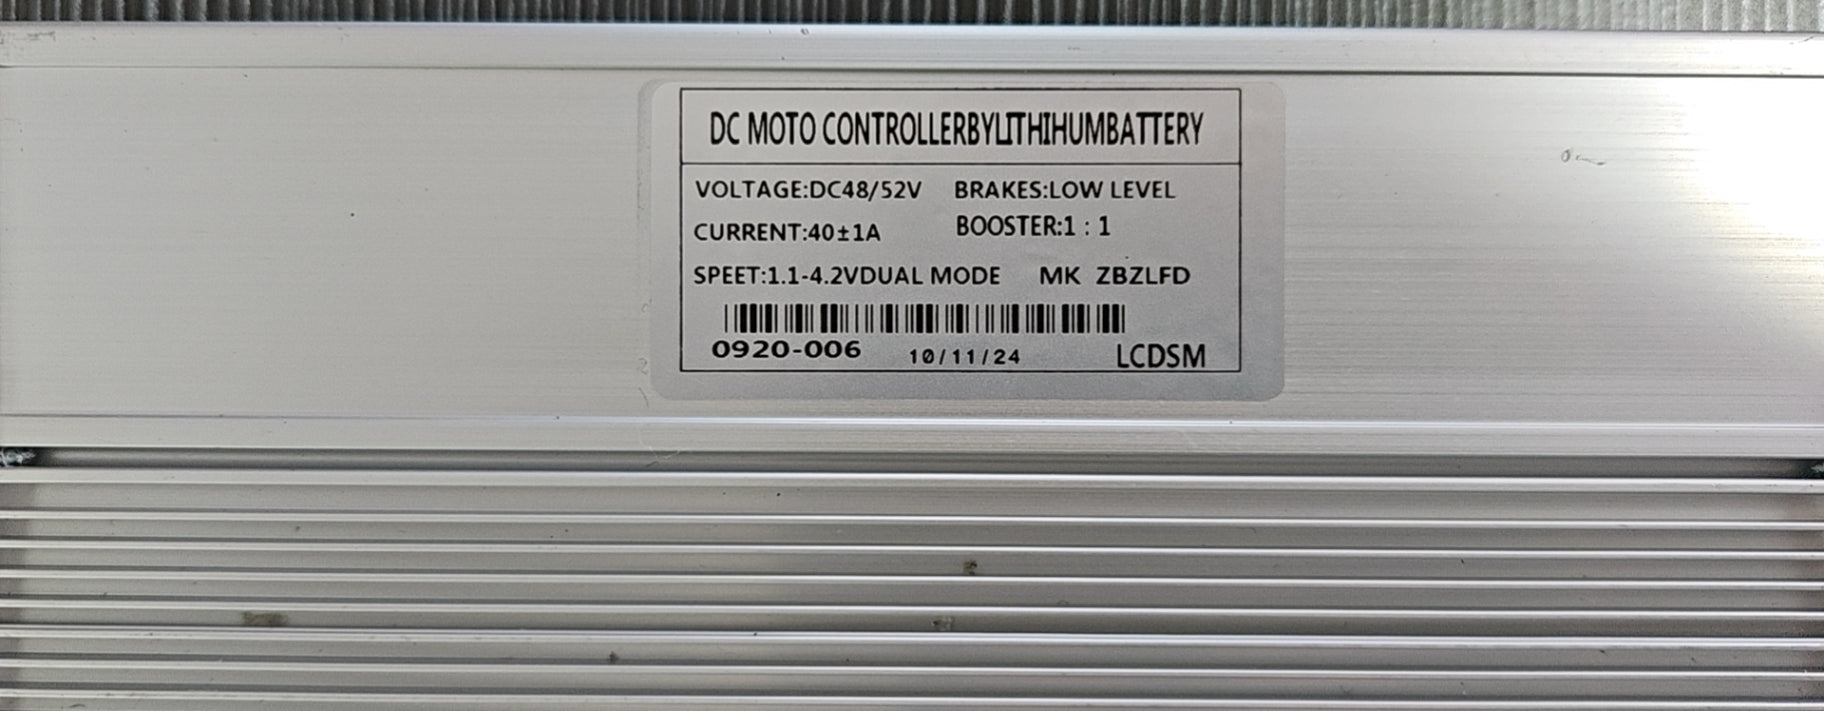 DC MOTO CONTROLLERBYLITHIHUMBATTERY
VOLTAGE:DC48/52V BRAKES:LOW LEVEL
CURRENT:40±1A BOOSTER:1 : 1
SPEET:1.1-4.2VDUAL MODE MK ZBZLFD
0920-006 10/11/24 LCDSM